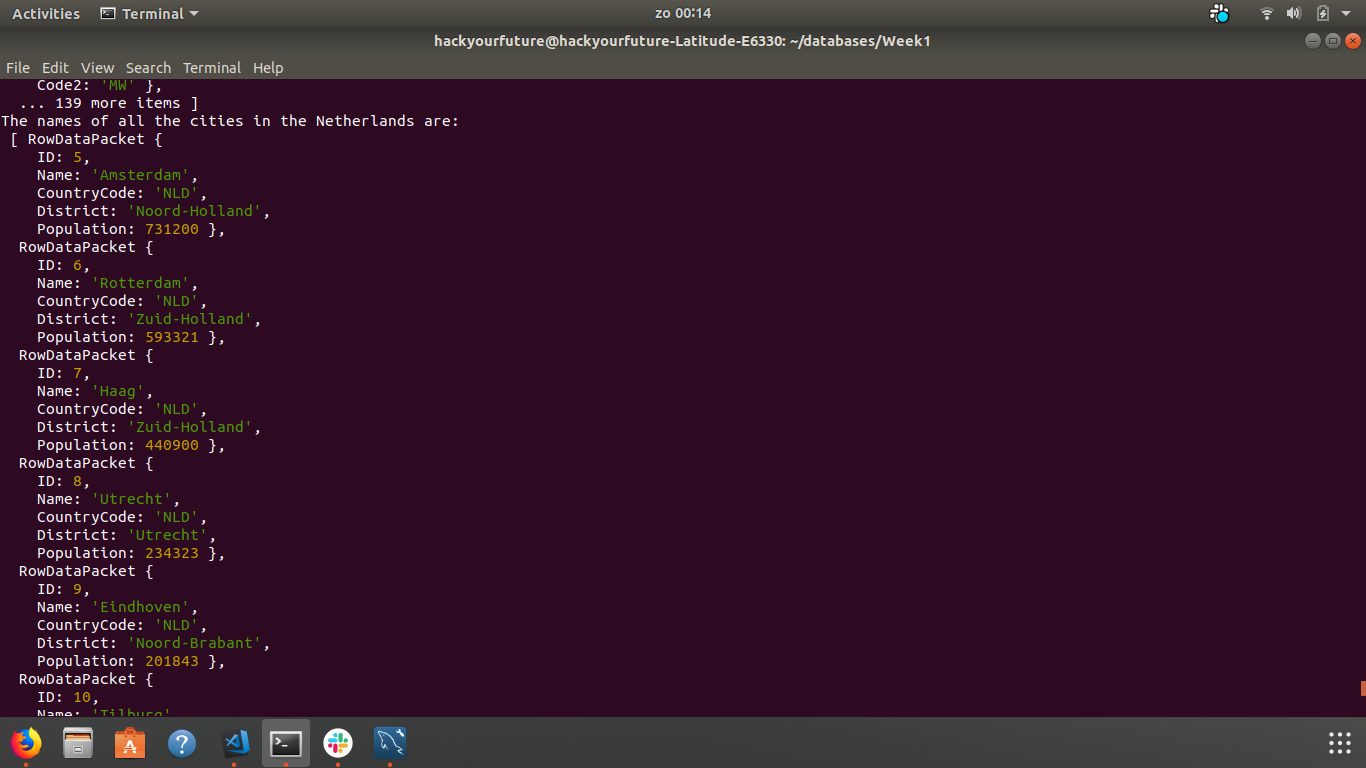 Activities Terminal zo 00:14
hackyourfuture@hackyourfuture-Latitude-E6330: ~/databases/Week1
File Edit View Search Terminal Help
Code2: 'MW' },
... 139 more items ]
The names of all the cities in the Netherlands are:
[ RowDataPacket {
ID: 5,
Name: 'Amsterdam',
CountryCode: 'NLD',
District: 'Noord-Holland',
Population: 731200 },
RowDataPacket {
ID: 6,
Name: 'Rotterdam',
CountryCode: 'NLD',
District: 'Zuid-Holland',
Population: 593321 },
RowDataPacket {
ID: 7,
Name: 'Haag',
CountryCode: 'NLD',
District: 'Zuid-Holland',
Population: 440900 },
RowDataPacket {
ID: 8,
Name: 'Utrecht',
CountryCode: 'NLD',
District: 'Utrecht',
Population: 234323 },
RowDataPacket {
ID: 9,
Name: 'Eindhoven',
CountryCode: 'NLD',
District: 'Noord-Brabant',
Population: 201843 },
RowDataPacket {
ID: 10,
Name: 'Tilburg'